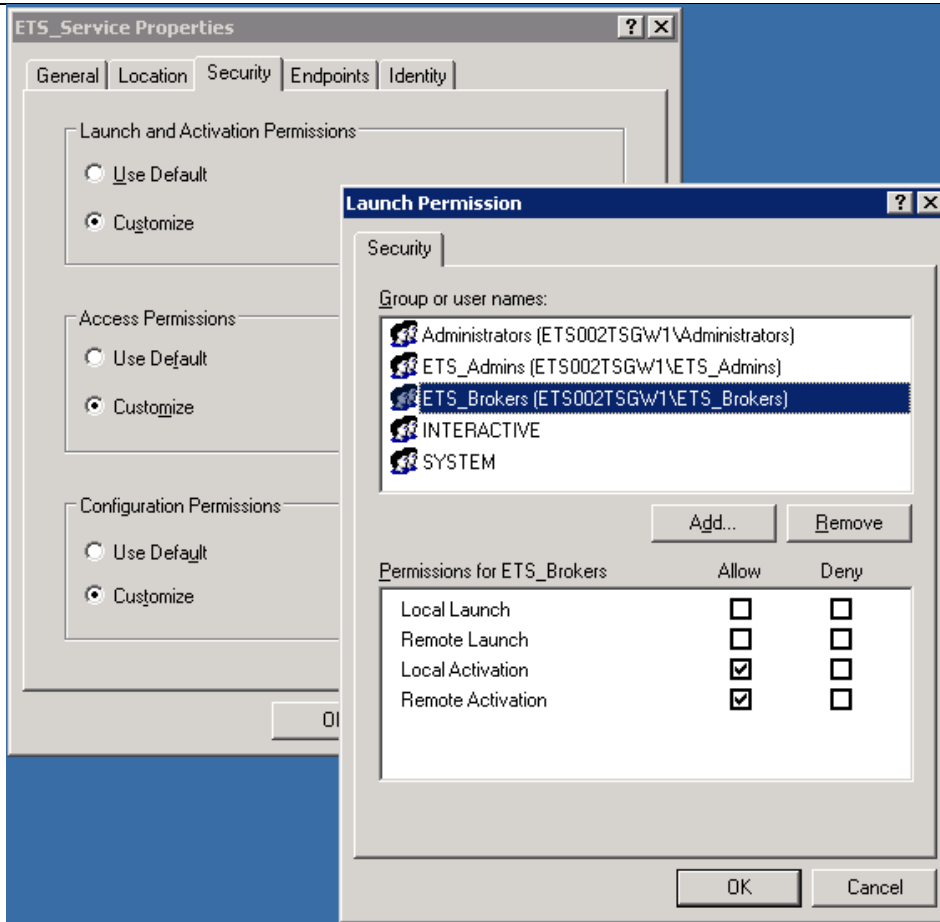 ETS_Service Properties
General Location Security Endpoints Identity
Launch and Activation Permissions
Use Default
Customize
Access Permissions
Use Default
Customize
Configuration Permissions
Use Default
Customize
Launch Permission
Security
Group or user names:
Administrators (ETS002TSGW1\Administrators)
ETS_Admins (ETS002TSGW1\ETS_Admins)
ETS_Brokers (ETS002TSGW1\ETS_Brokers)
INTERACTIVE
SYSTEM
Add... Remove
Permissions for ETS_Brokers Allow Deny
Local Launch
Remote Launch
Local Activation
Remote Activation
OK Cancel